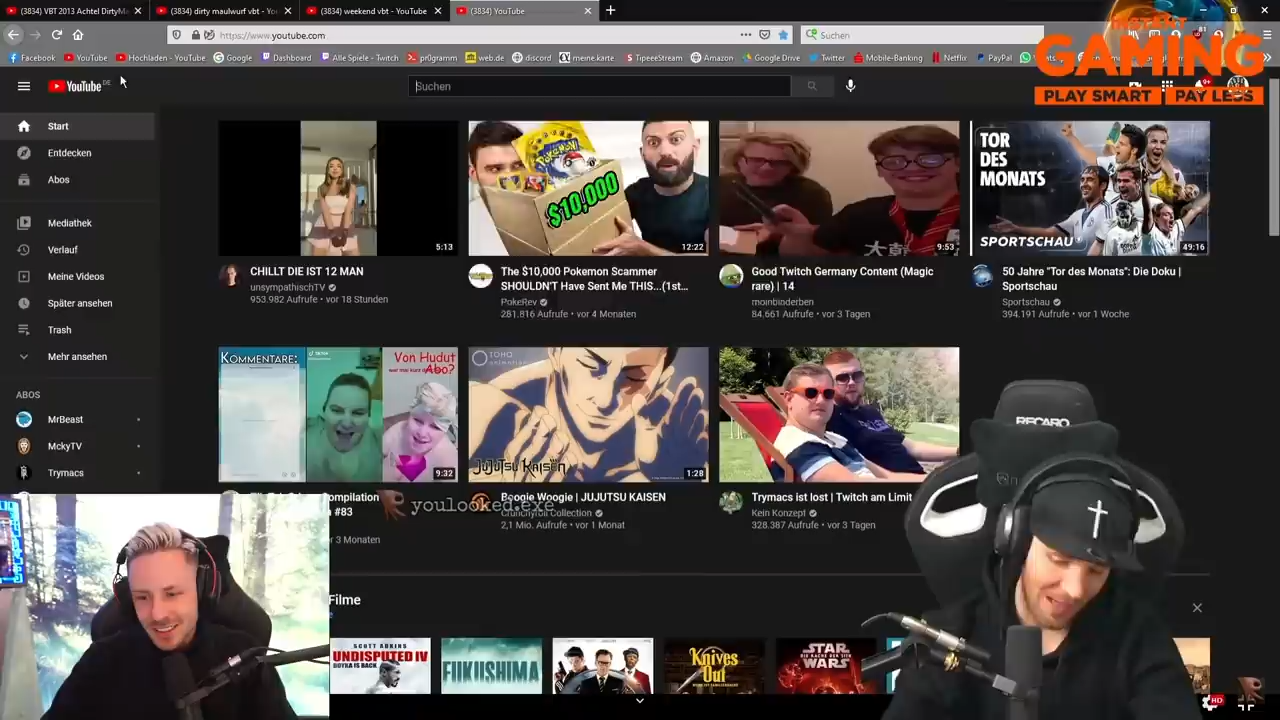 (3834) VBT 2013 Achtel DirtyM
(3834) dirty maulwurf vbt - You
(3834) weekend vbt - YouTube
(3834) YouTube
https://www.youtube.com
Suchen
Facebook
YouTube
Hochladen - YouTube
Google
Dashboard
Alle Spiele - Twitch
pr0gramm
web.de
discord
meine.karte
TipeeeStream
Amazon
Google Drive
Twitter
Mobile-Banking
Netflix
PayPal
INSTANT
GAMING
PLAY SMART
PAY LESS
YouTube DE
Suchen
9+
Start
Entdecken
Abos
Mediathek
Verlauf
Meine Videos
Später ansehen
Trash
Mehr ansehen
ABOS
MrBeast
MckyTV
Trymacs
5:13
CHILLT DIE IST 12 MAN
unsympathischTV
953.982 Aufrufe • vor 18 Stunden
$10,000
12:22
The $10,000 Pokemon Scammer
SHOULDN'T Have Sent Me THIS...(1st...
PokeRev
281.816 Aufrufe • vor 4 Monaten
9:53
Good Twitch Germany Content (Magic
rare) | 14
moinbinderben
84.661 Aufrufe • vor 3 Tagen
TOR
DES
MONATS
SPORTSCHAU
49:16
50 Jahre "Tor des Monats": Die Doku |
Sportschau
Sportschau
394.191 Aufrufe • vor 1 Woche
KOMMENTARE:
Von Hudut
Abo?
9:32
ompilation
#83
r 3 Monaten
TOHO
JUJUTSU KAISEN
1:28
Boogie Woogie | JUJUTSU KAISEN
Crunchyroll Collection
2,1 Mio. Aufrufe • vor 1 Monat
youlooked.exe
Trymacs ist lost | Twitch am Limit
Kein Konzept
328.387 Aufrufe • vor 3 Tagen
RECARO
Filme
SCOTT ADKINS
UNDISPUTED IV
BOYKA IS BACK
FUKUSHIMA
KNIVES
OUT
STAR
WARS
HD